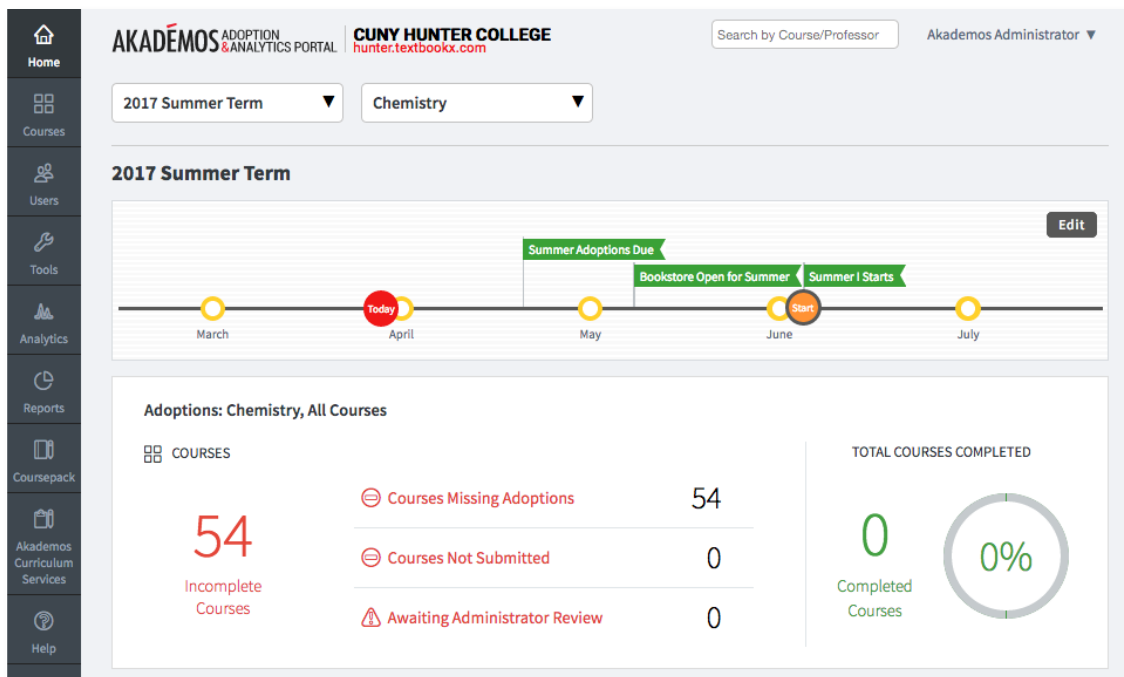 Home
Courses
Users
Tools
Analytics
Reports
Coursepack
Akademos
Curriculum
Services
Help
AKADÉMOS ADOPTION
&ANALYTICS PORTAL
CUNY HUNTER COLLEGE
hunter.textbookx.com
Search by Course/Professor
Akademos Administrator ▼
2017 Summer Term ▼
Chemistry ▼
2017 Summer Term
Edit
Summer Adoptions Due
Bookstore Open for Summer
Summer I Starts
Today
Start
March
April
May
June
July
Adoptions: Chemistry, All Courses
COURSES
54
Incomplete
Courses
Courses Missing Adoptions 54
Courses Not Submitted 0
Awaiting Administrator Review 0
TOTAL COURSES COMPLETED
0
Completed
Courses
0%